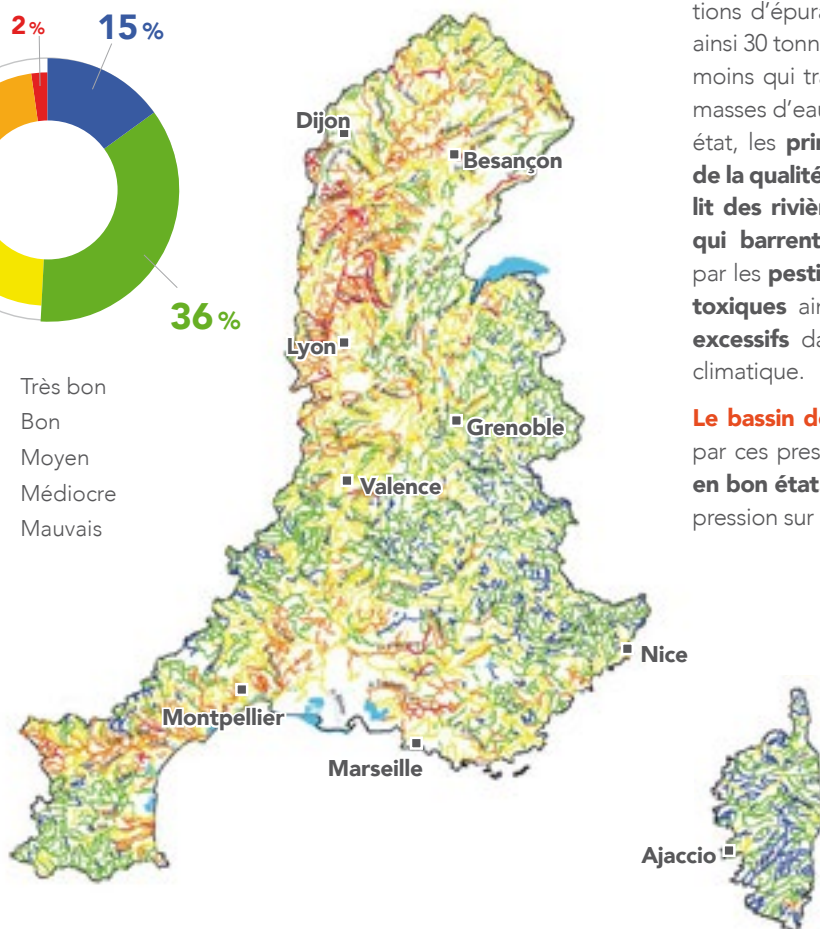 2 %
15 %
36 %
Très bon
Bon
Moyen
Médiocre
Mauvais
Dijon
Besançon
Lyon
Grenoble
Valence
Nice
Montpellier
Marseille
Ajaccio
tions d'épura
ainsi 30 tonn
moins qui tra
masses d'eau
état, les prin
de la qualité
lit des rivièr
qui barrent
par les pesti
toxiques ain
excessifs da
climatique.
Le bassin de
par ces pres
en bon état
pression sur